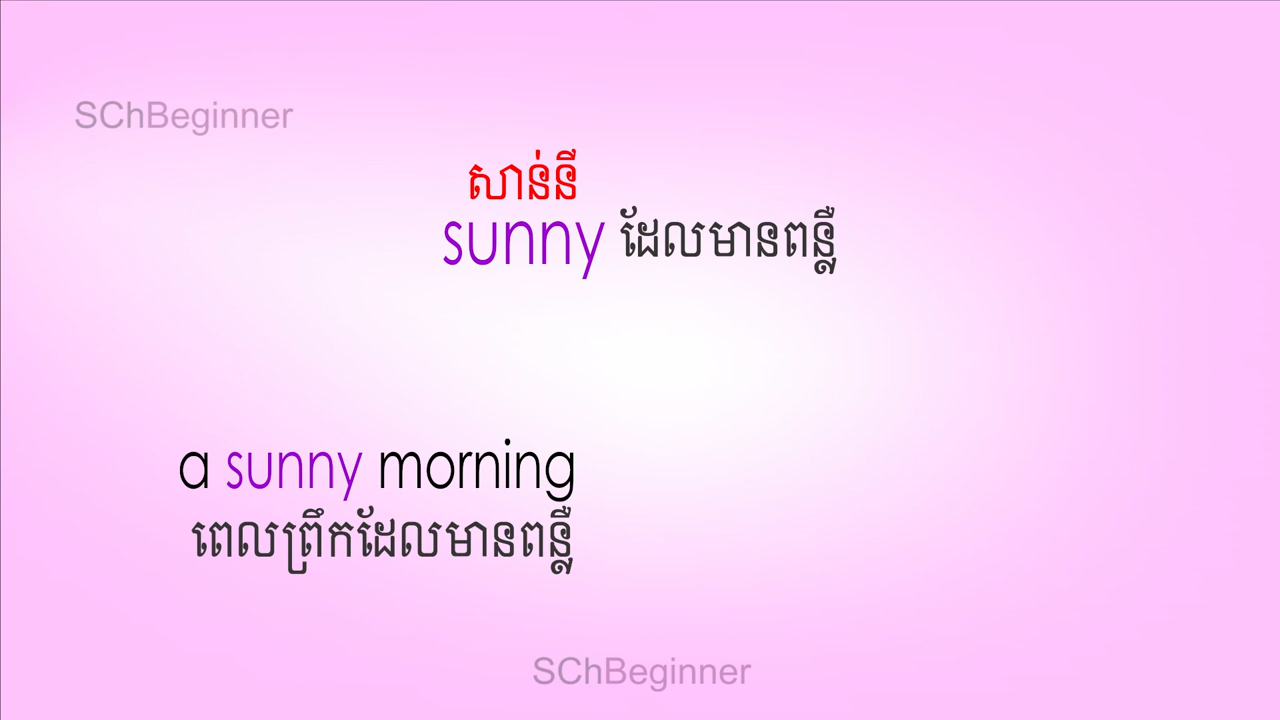 SChBeginner
សាន់នី
sunny ដែលមានពន្លឺ
a sunny morning
ពេលព្រឹកដែលមានពន្លឺ
SChBeginner